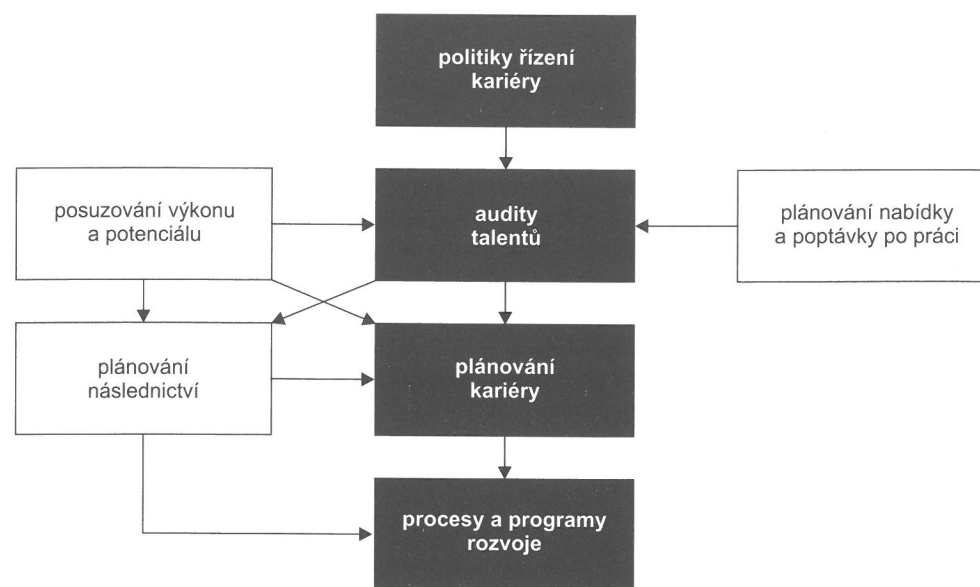 politiky řízení
kariéry
posuzování výkonu
a potenciálu
audity
talentů
plánování nabídky
a poptávky po práci
plánování
následnictví
plánování
kariéry
procesy a programy
rozvoje